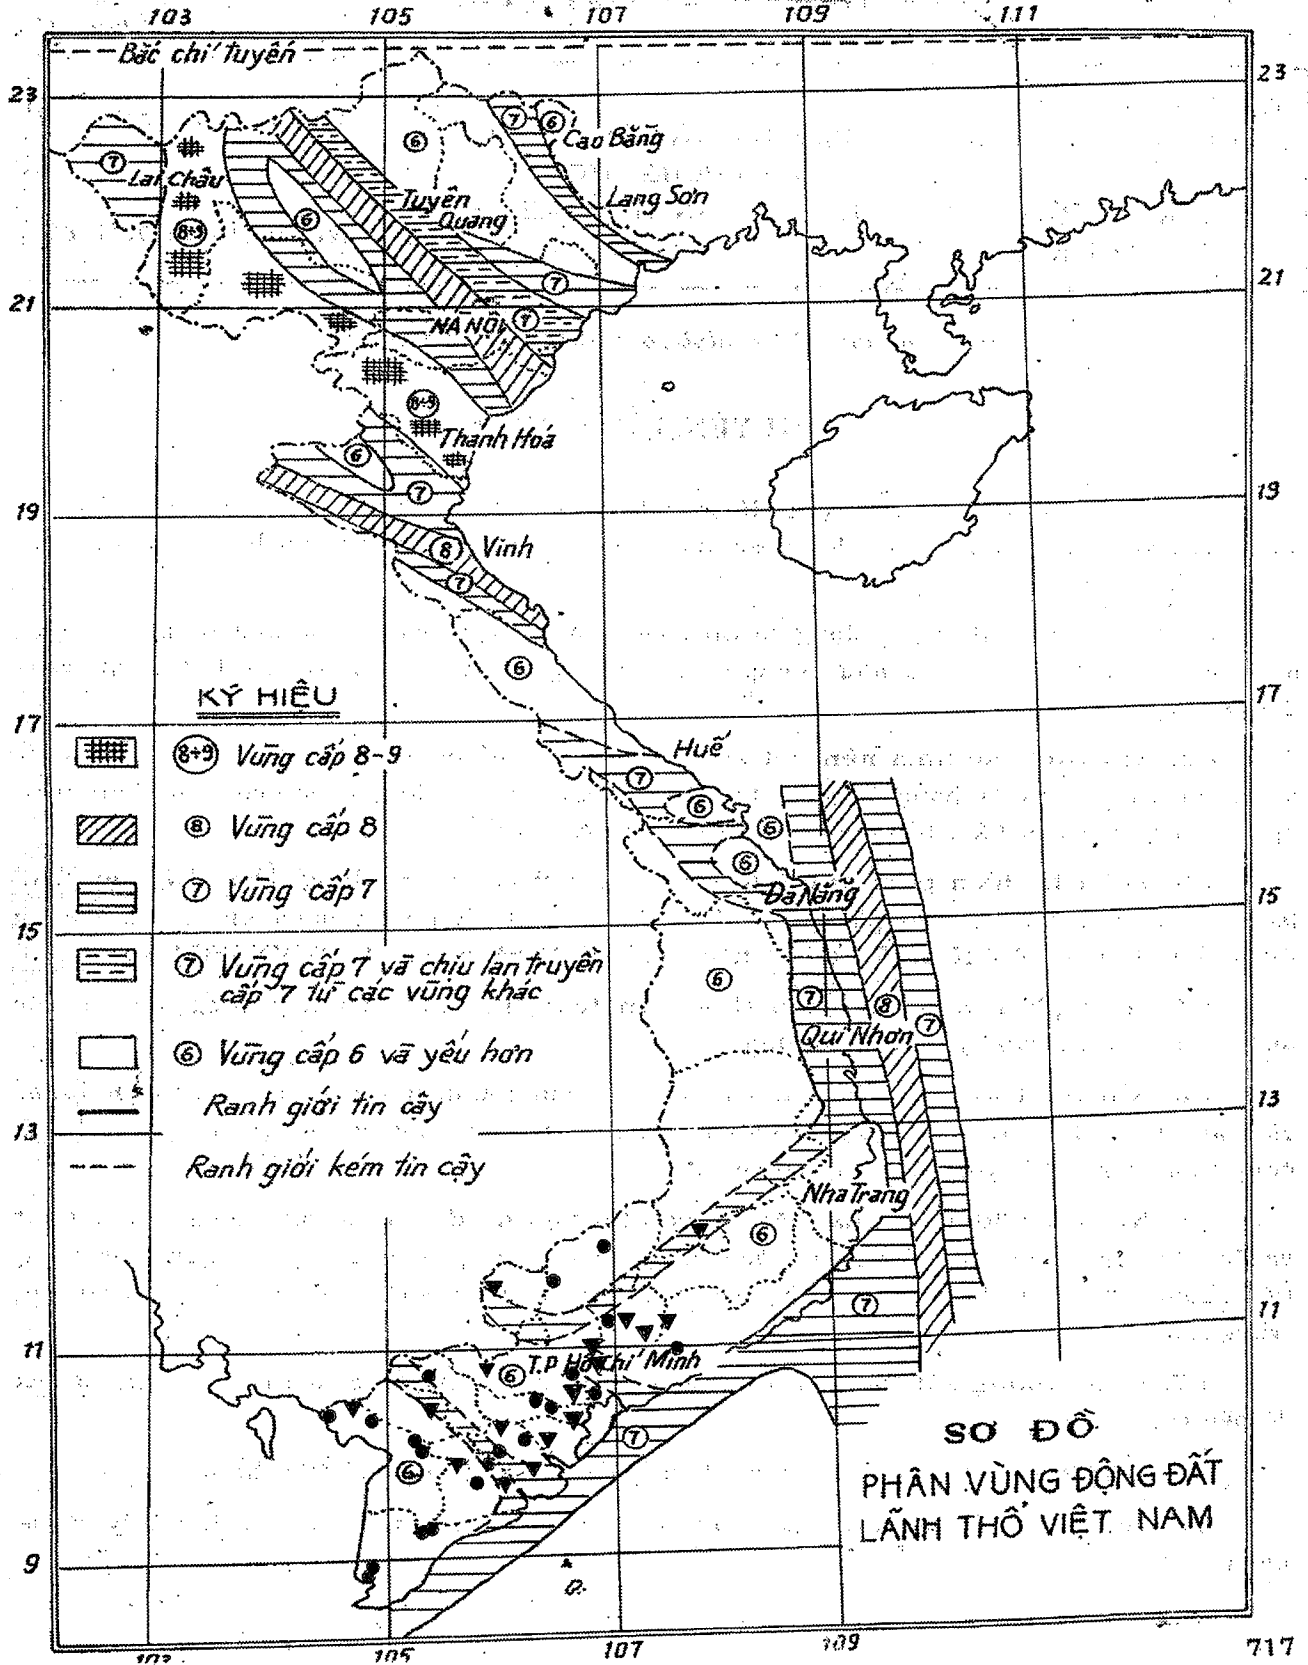 103 105 107 109 111
Bắc chí tuyến
23 23
⑦ ⑥ Cao Bằng
⑥
⑦
Lai Châu
Tuyên Quang
Lạng Sơn
⑥
8÷9
21 21
⑦
HÀ NỘI ⑦
8÷9
Thanh Hoá
⑥
⑦
19 19
⑧ Vinh
⑦
⑥
KÝ HIỆU
17 17
8÷9 Vùng cấp 8-9
Huế
⑦
⑥
⑧ Vùng cấp 8
⑥
⑥
⑦ Vùng cấp 7
Đà Nẵng
15 15
⑦ Vùng cấp 7 và chịu lan truyền
cấp 7 từ các vùng khác
⑥
⑦ ⑧ ⑦
Qui Nhơn
⑥ Vùng cấp 6 và yếu hơn
Ranh giới tin cậy
13 13
Ranh giới kém tin cậy
Nha Trang
⑥
⑦
11 11
T.P Hồ Chí Minh
⑥
⑦
⑥
SƠ ĐỒ
PHÂN VÙNG ĐỘNG ĐẤT
LÃNH THỔ VIỆT NAM
9
103 105 107 109
717